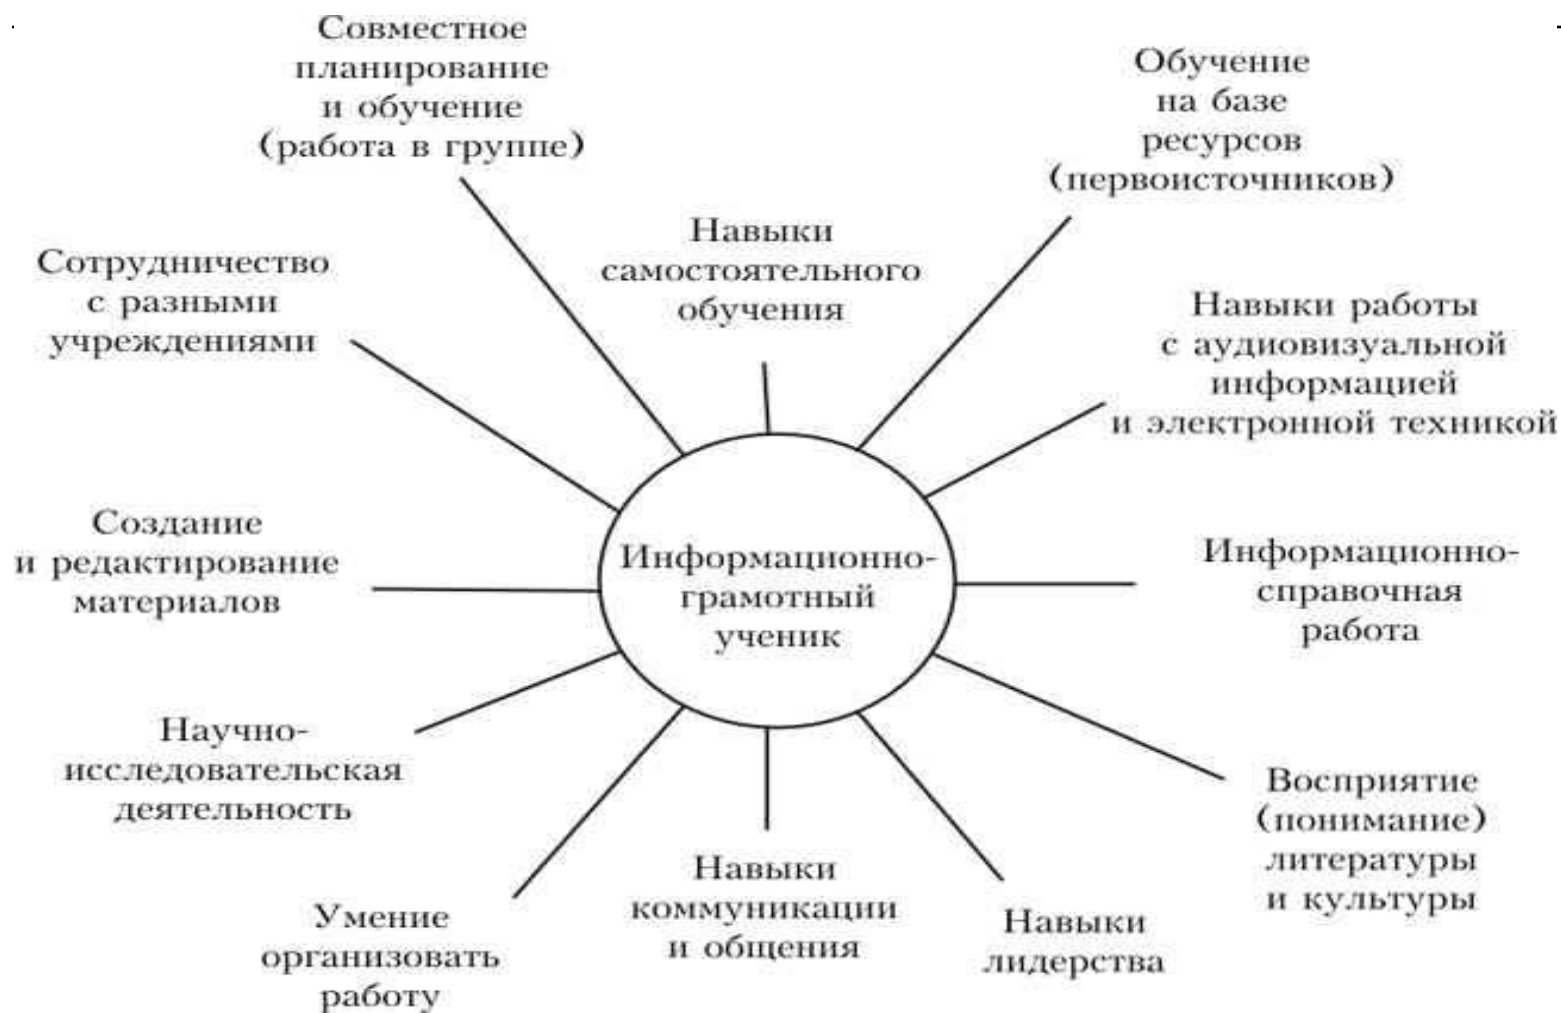 Совместное
планирование
и обучение
(работа в группе)
Обучение
на базе
ресурсов
(первоисточников)
Навыки
самостоятельного
обучения
Сотрудничество
с разными
учреждениями
Навыки работы
с аудиовизуальной
информацией
и электронной техникой
Создание
и редактирование
материалов
Информационно-
грамотный
ученик
Информационно-
справочная
работа
Научно-
исследовательская
деятельность
Восприятие
(понимание)
литературы
и культуры
Умение
организовать
работу
Навыки
коммуникации
и общения
Навыки
лидерства